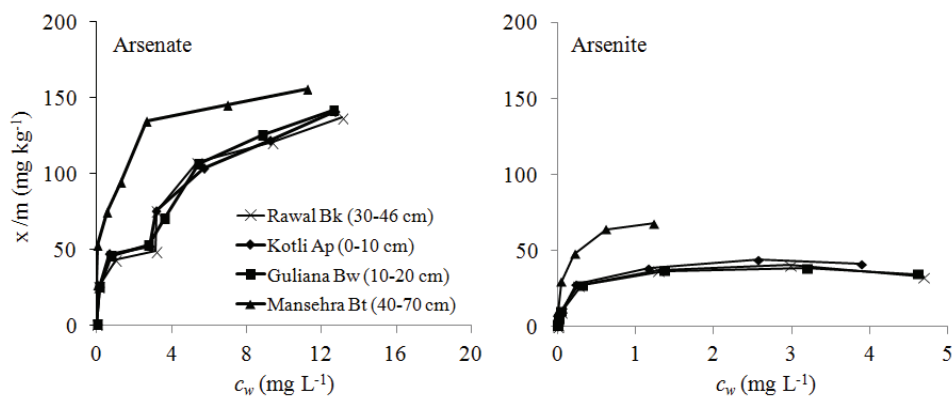 Arsenate
x /m (mg kg⁻¹)
200
150
100
50
0
0 4 8 12 16 20
c_w (mg L⁻¹)
Rawal Bk (30-46 cm)
Kotli Ap (0-10 cm)
Guliana Bw (10-20 cm)
Mansehra Bt (40-70 cm)
Arsenite
200
150
100
50
0
0 1 2 3 4 5
c_w (mg L⁻¹)